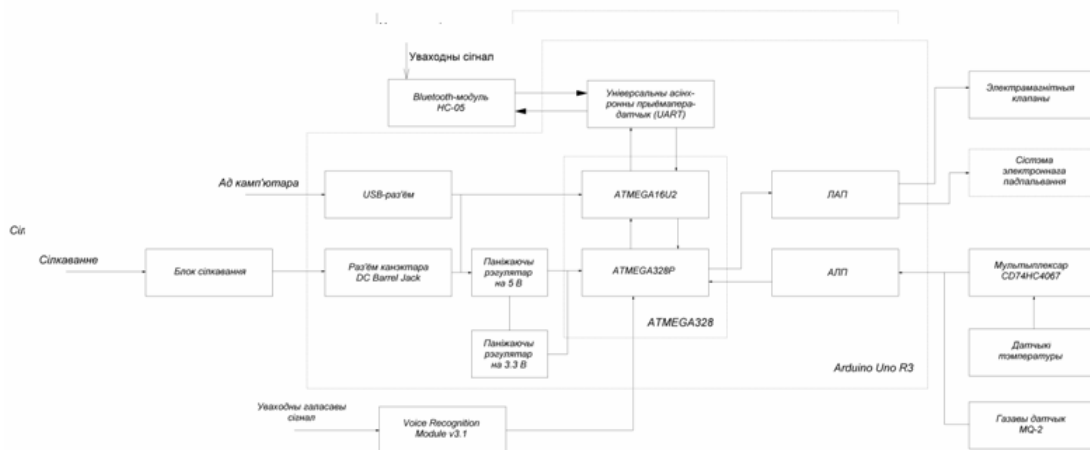 Уваходны сігнал
Bluetooth-модуль
HC-05
Універсальны асінх-
ронны прыёмапера-
датчык (UART)
Электрамагнітныя
клапаны
Ад камп'ютара
USB-раз'ём
ATMEGA16U2
ЛАП
Сістэма
электроннага
падпальвання
Сіл
Сілкаванне
Блок сілкавання
Раз'ём канэктара
DC Barrel Jack
Паніжаючы
рэгулятар
на 5 В
ATMEGA328P
АЛП
Мультыплексар
CD74HC4067
ATMEGA328
Паніжаючы
рэгулятар
на 3.3 В
Arduino Uno R3
Датчыкі
тэмпературы
Уваходны галасавы
сігнал
Voice Recognition
Module v3.1
Газавы датчык
MQ-2